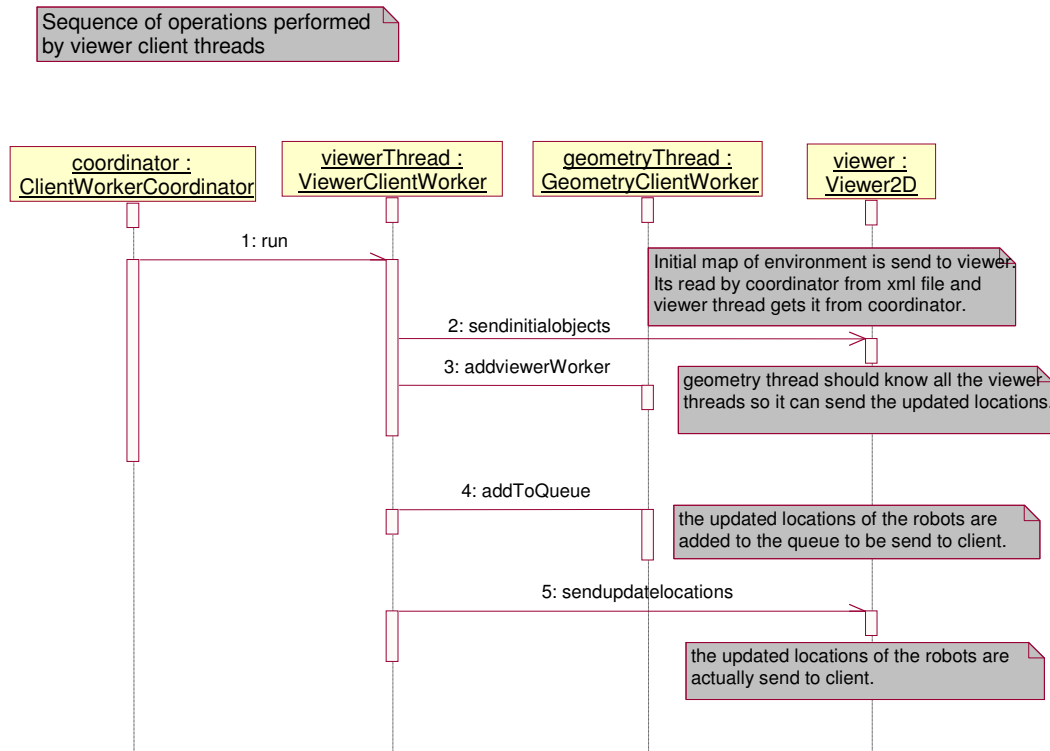 Sequence of operations performed
by viewer client threads
coordinator :
ClientWorkerCoordinator
viewerThread :
ViewerClientWorker
geometryThread :
GeometryClientWorker
viewer :
Viewer2D
1: run
Initial map of environment is send to viewer.
Its read by coordinator from xml file and
viewer thread gets it from coordinator.
2: sendinitialobjects
3: addviewerWorker
geometry thread should know all the viewer
threads so it can send the updated locations.
4: addToQueue
the updated locations of the robots are
added to the queue to be send to client.
5: sendupdatelocations
the updated locations of the robots are
actually send to client.